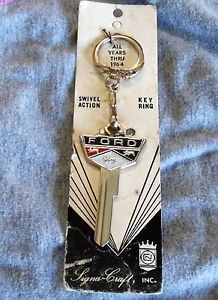 ALL
YEARS
THRU
1964
SWIVEL
ACTION
KEY
RING
FORD
Signa-Craft, INC.